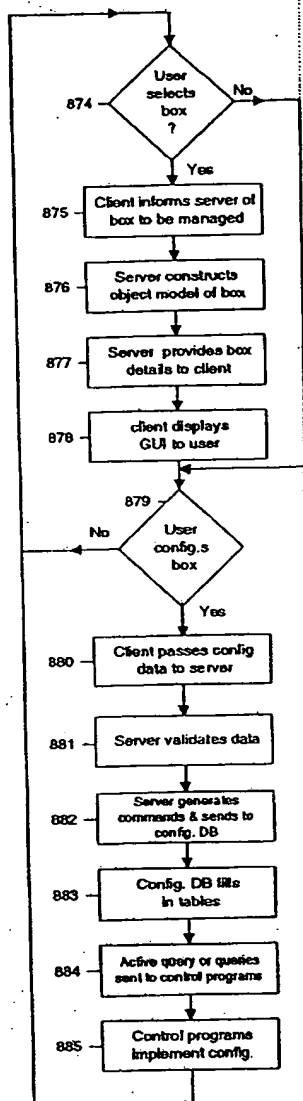 User
selects
box
?
874
No
Yes
875
Client informs server of
box to be managed
876
Server constructs
object model of box
877
Server provides box
details to client
878
client displays
GUI to user
879
No
User
config.s
box
Yes
880
Client passes config
data to server
881
Server validates data
882
Server generates
commands & sends to
config. DB
883
Config. DB fills
in tables
884
Active query or queries
sent to control programs
885
Control programs
implement config.